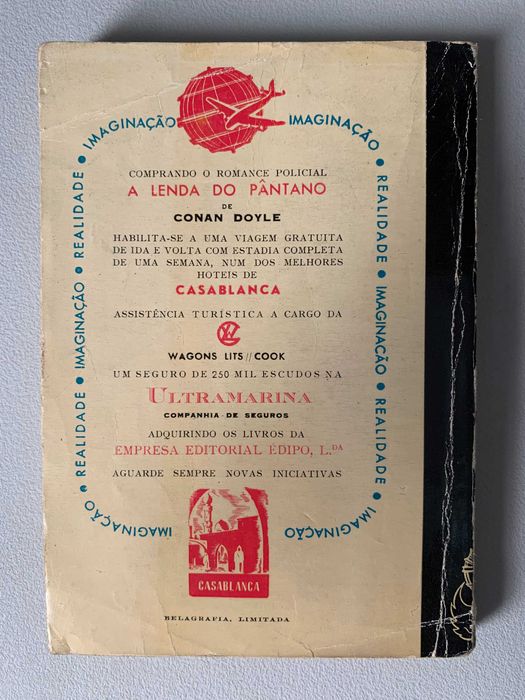 IMAGINAÇÃO • REALIDADE • IMAGINAÇÃO • REALIDADE • IMAGINAÇÃO
IMAGINAÇÃO • REALIDADE • IMAGINAÇÃO • REALIDADE • IMAGINAÇÃO
COMPRANDO O ROMANCE POLICIAL
A LENDA DO PÂNTANO
DE
CONAN DOYLE
HABILITA-SE A UMA VIAGEM GRATUITA
DE IDA E VOLTA COM ESTADIA COMPLETA
DE UMA SEMANA, NUM DOS MELHORES
HOTEIS DE
CASABLANCA
ASSISTÊNCIA TURÍSTICA A CARGO DA
WL
WAGONS LITS // COOK
UM SEGURO DE 250 MIL ESCUDOS NA
ULTRAMARINA
COMPANHIA DE SEGUROS
ADQUIRINDO OS LIVROS DA
EMPRESA EDITORIAL ÉDIPO, L.DA
AGUARDE SEMPRE NOVAS INICIATIVAS
CASABLANCA
BELAGRAFIA, LIMITADA